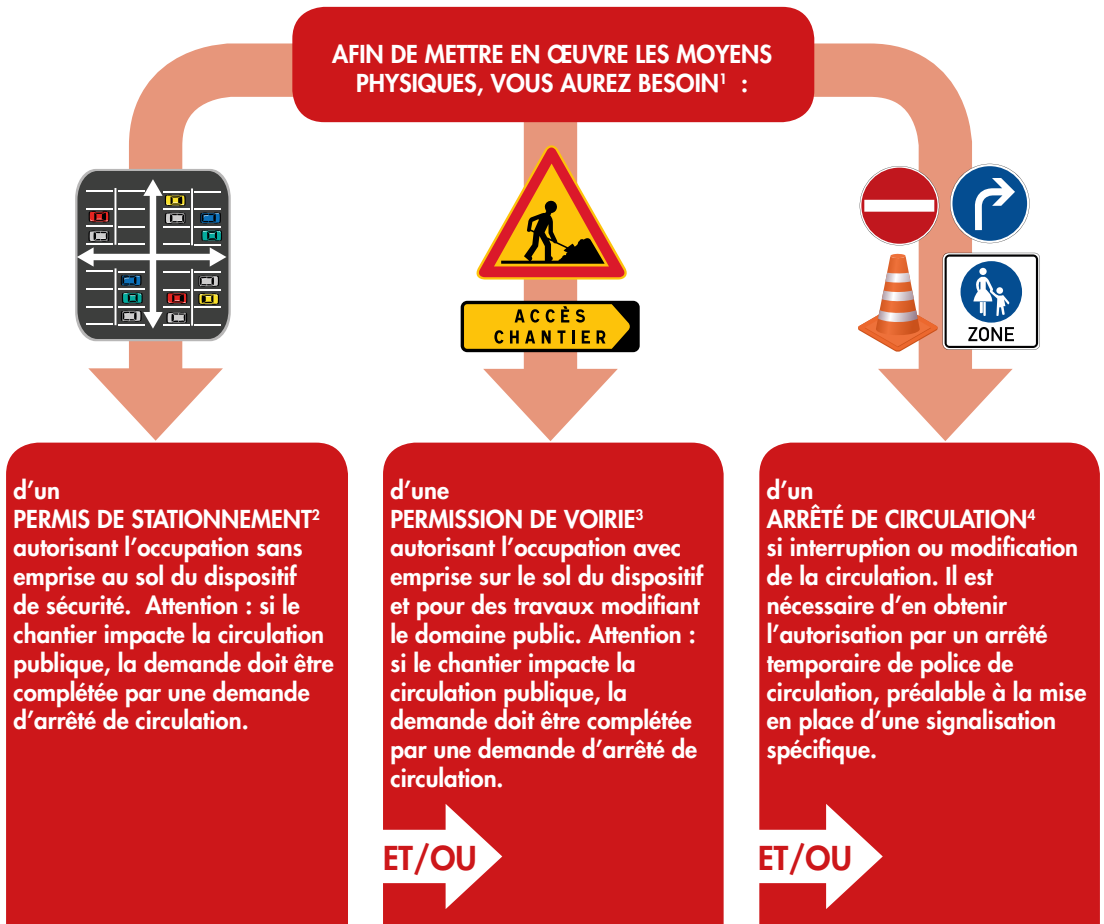 AFIN DE METTRE EN ŒUVRE LES MOYENS
PHYSIQUES, VOUS AUREZ BESOIN¹ :
ACCÈS
CHANTIER
ZONE
d'un
PERMIS DE STATIONNEMENT²
autorisant l'occupation sans
emprise au sol du dispositif
de sécurité. Attention : si le
chantier impacte la circulation
publique, la demande doit être
complétée par une demande
d'arrêté de circulation.
d'une
PERMISSION DE VOIRIE³
autorisant l'occupation avec
emprise sur le sol du dispositif
et pour des travaux modifiant
le domaine public. Attention :
si le chantier impacte la
circulation publique, la
demande doit être complétée
par une demande d'arrêté de
circulation.
ET/OU
d'un
ARRÊTÉ DE CIRCULATION⁴
si interruption ou modification
de la circulation. Il est
nécessaire d'en obtenir
l'autorisation par un arrêté
temporaire de police de
circulation, préalable à la mise
en place d'une signalisation
spécifique.
ET/OU